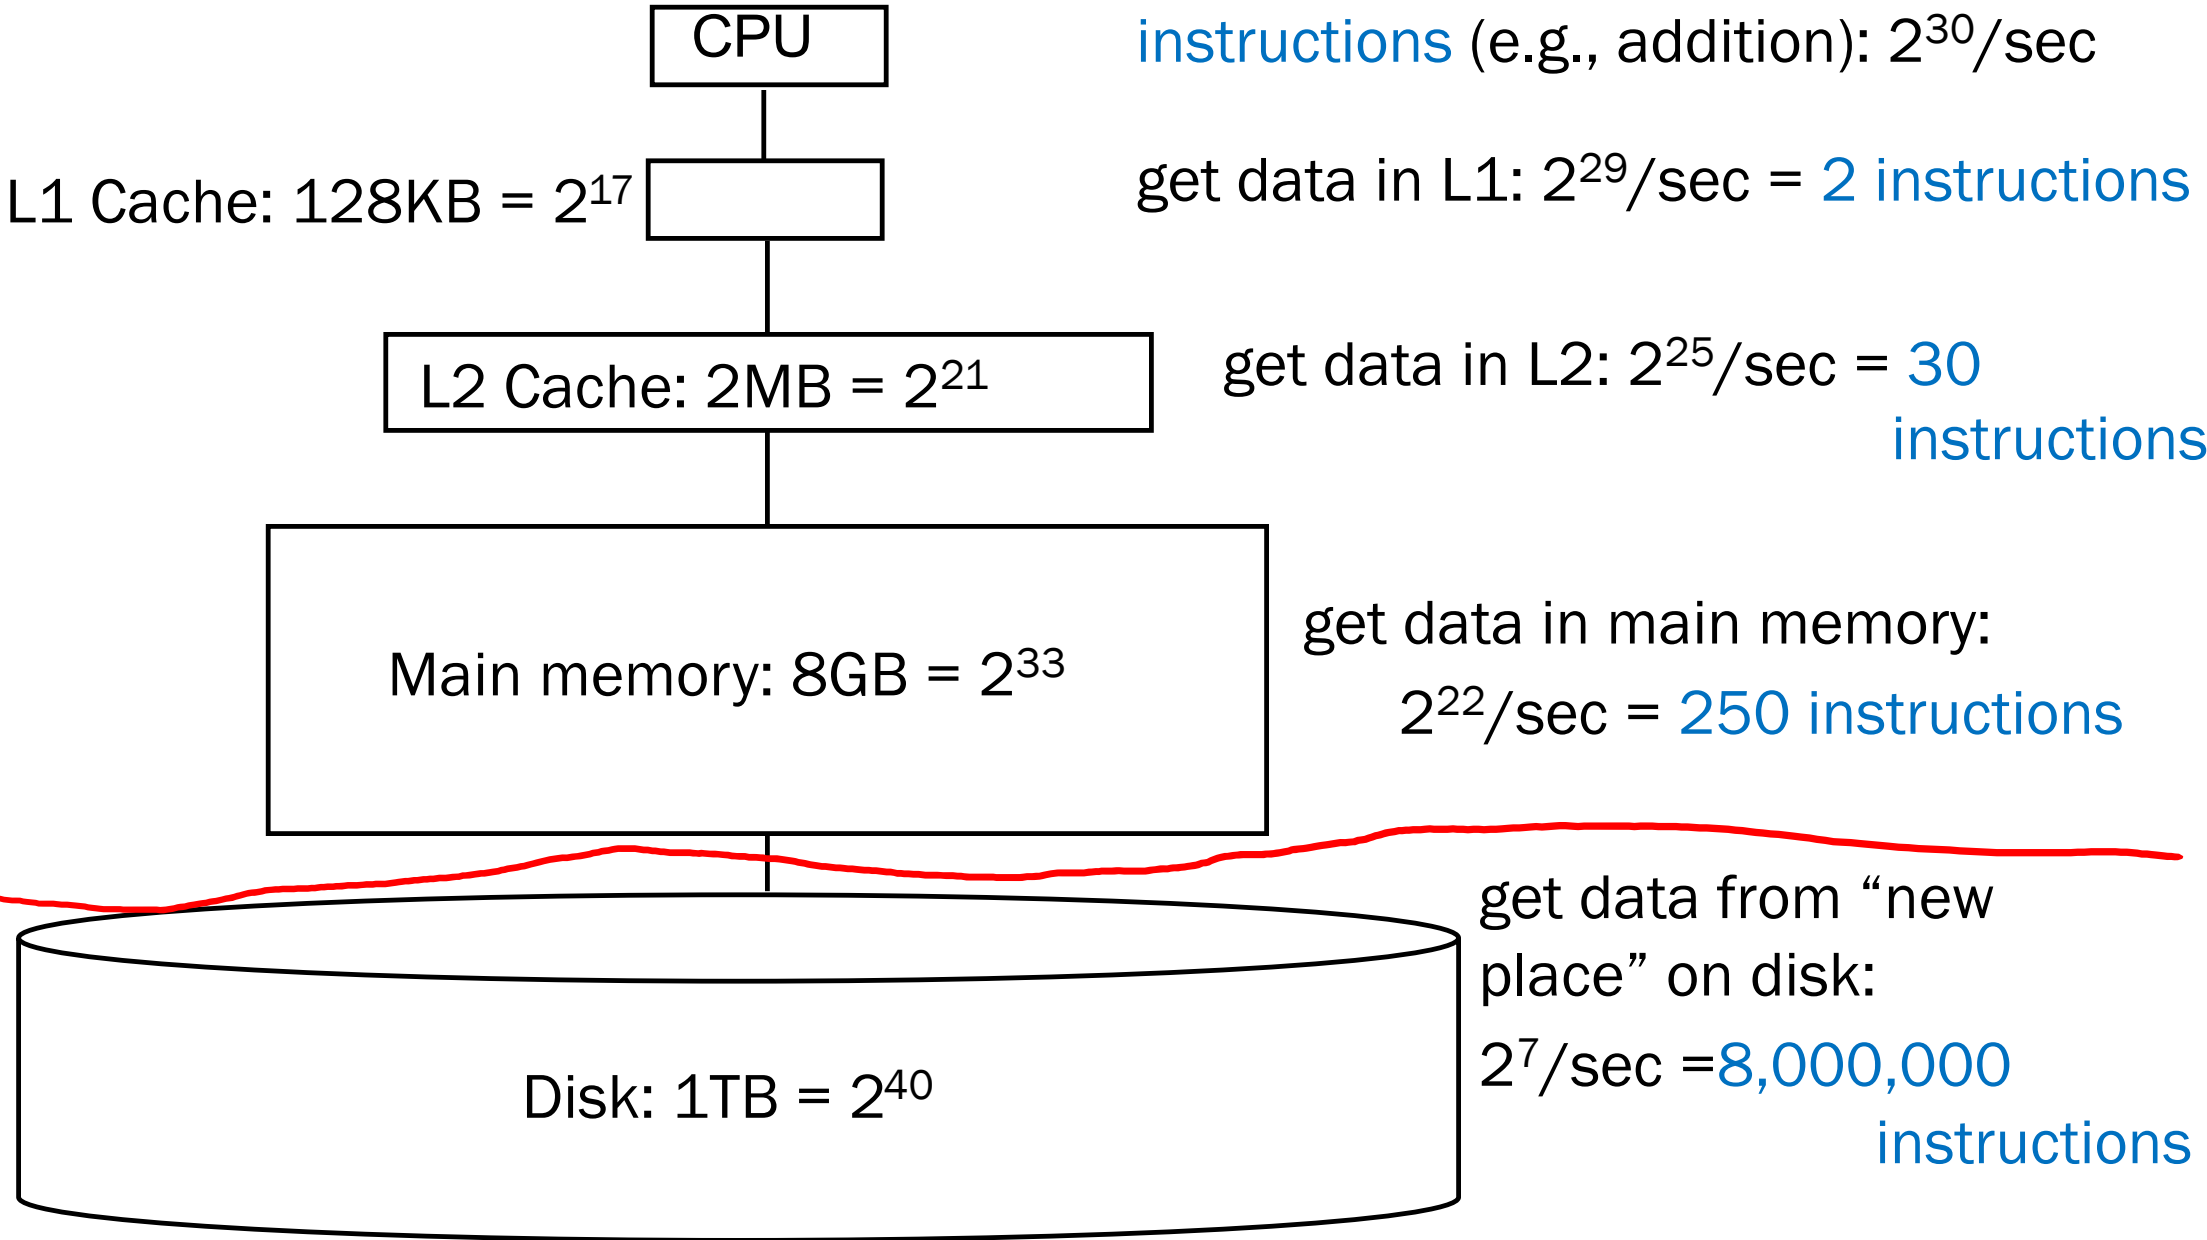 CPU
instructions (e.g., addition): 2³⁰/sec
L1 Cache: 128KB = 2¹⁷
get data in L1: 2²⁹/sec = 2 instructions
L2 Cache: 2MB = 2²¹
get data in L2: 2²⁵/sec = 30
instructions
Main memory: 8GB = 2³³
get data in main memory:
2²²/sec = 250 instructions
get data from “new
place” on disk:
2⁷/sec =8,000,000
instructions
Disk: 1TB = 2⁴⁰